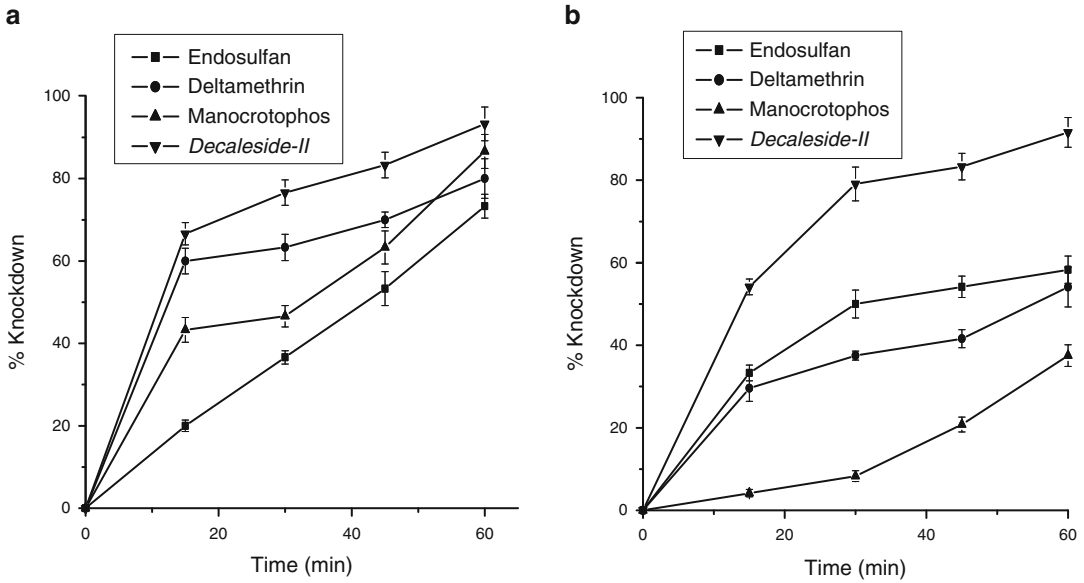 a
Endosulfan
Deltamethrin
Manocrotophos
Decaleside-II
100
80
60
40
20
0
% Knockdown
0 20 40 60
Time (min)
b
Endosulfan
Deltamethrin
Manocrotophos
Decaleside-II
100
80
60
40
20
0
% Knockdown
0 20 40 60
Time (min)